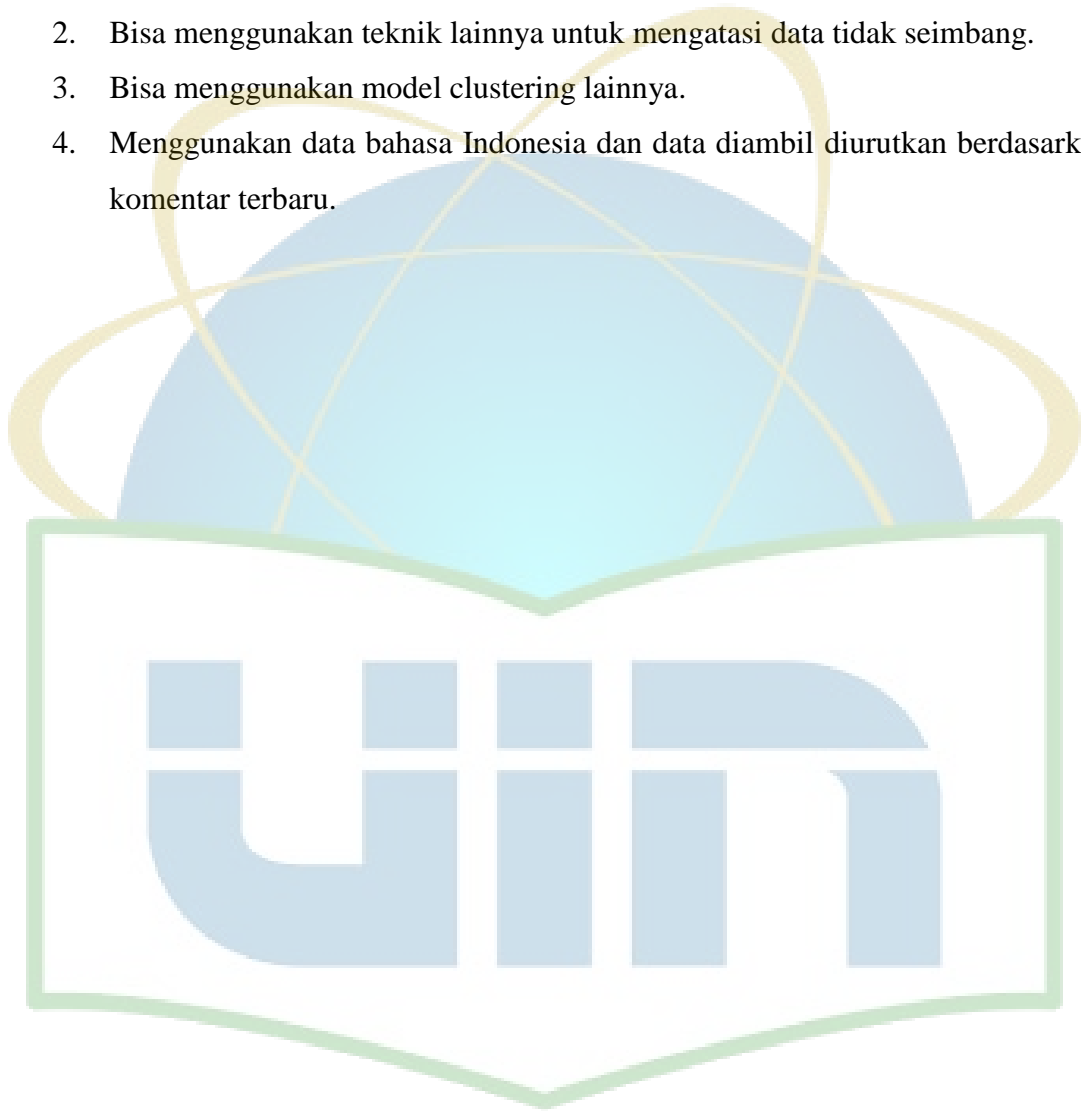 2. Bisa menggunakan teknik lainnya untuk mengatasi data tidak seimbang.
3. Bisa menggunakan model clustering lainnya.
4. Menggunakan data bahasa Indonesia dan data diambil diurutkan berdasark
komentar terbaru.
uin